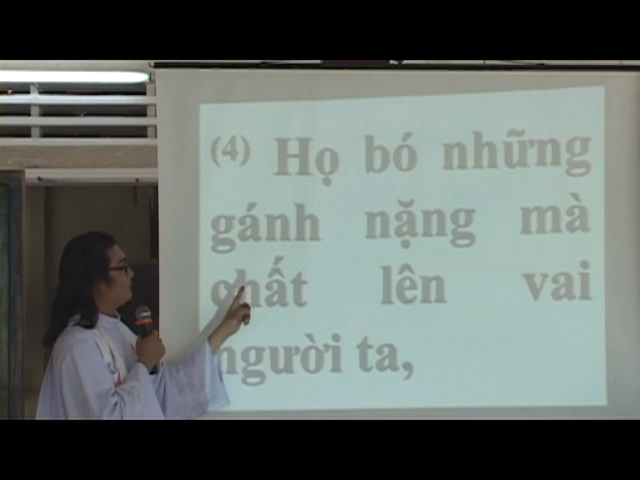 (4) Họ bó những
gánh nặng mà
chất lên vai
người ta,